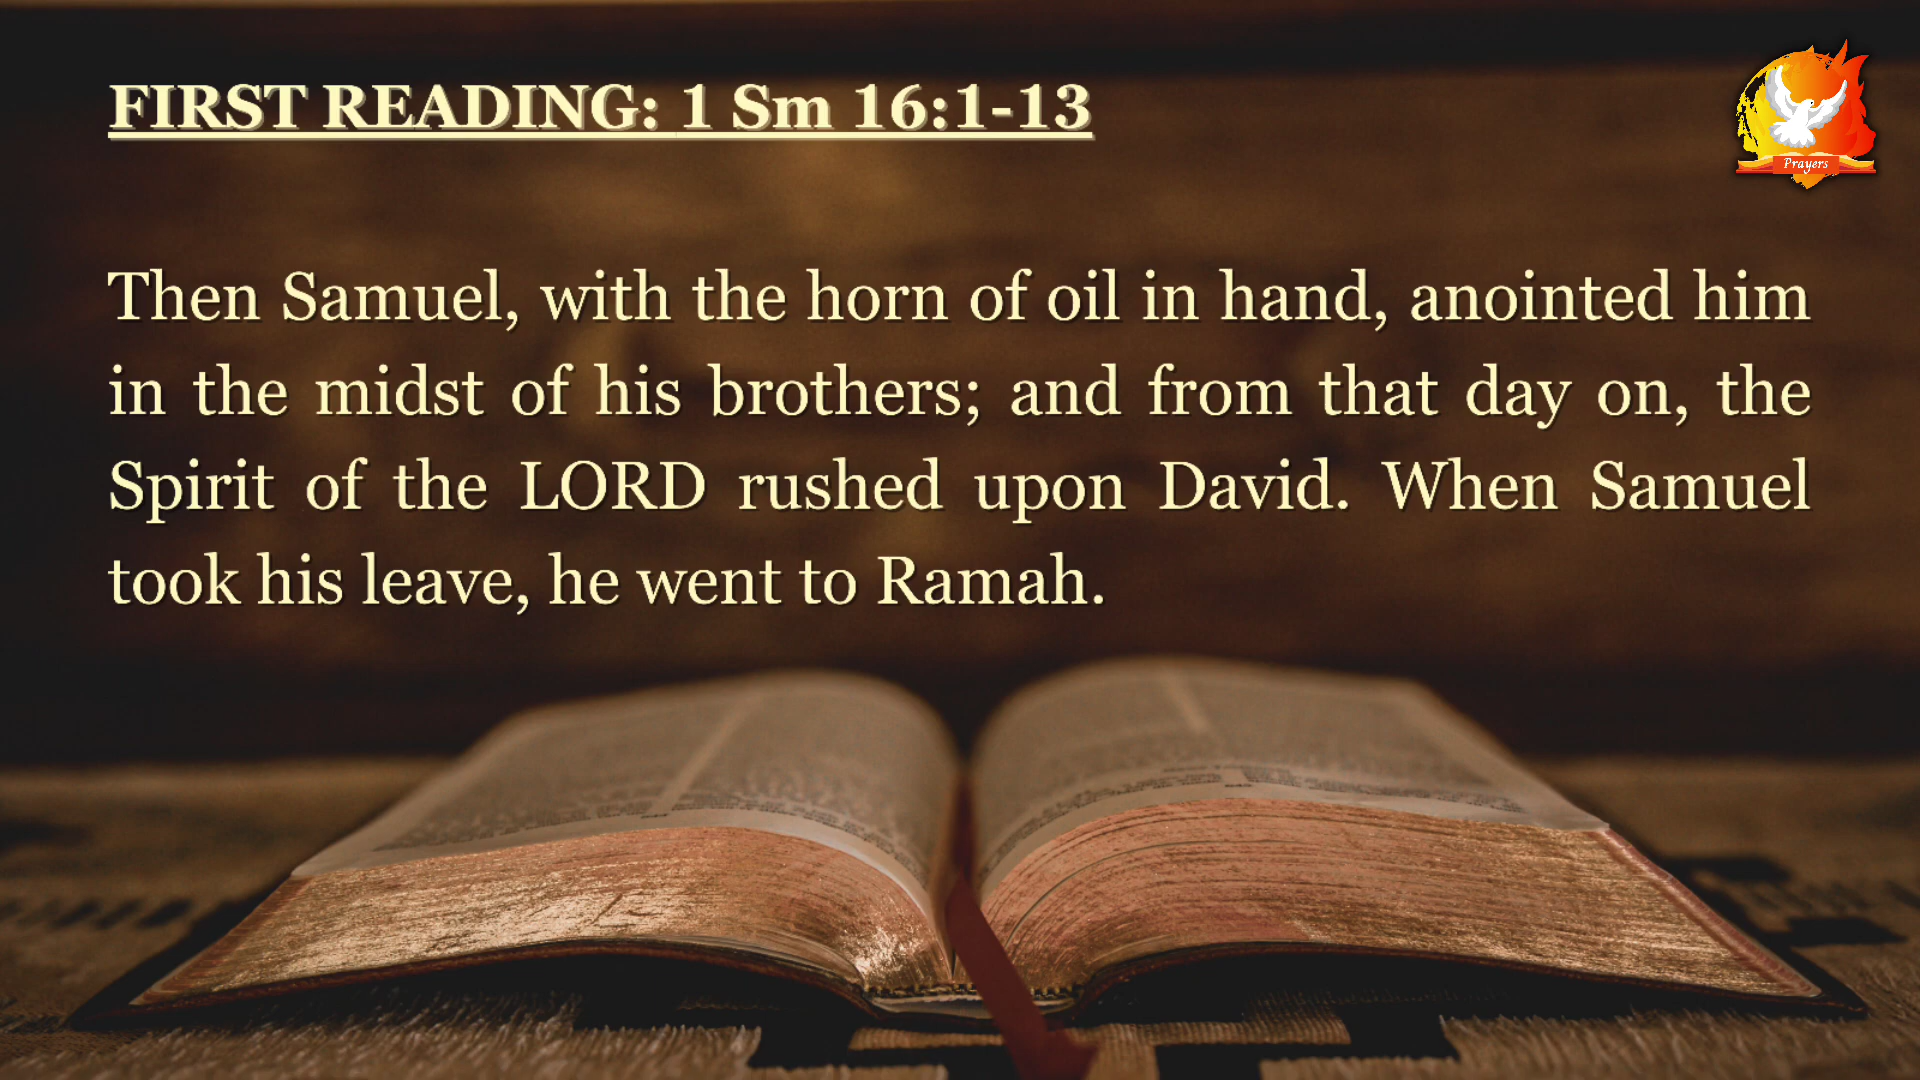 FIRST READING: 1 Sm 16:1-13
Prayers
Then Samuel, with the horn of oil in hand, anointed him
in the midst of his brothers; and from that day on, the
Spirit of the LORD rushed upon David. When Samuel
took his leave, he went to Ramah.